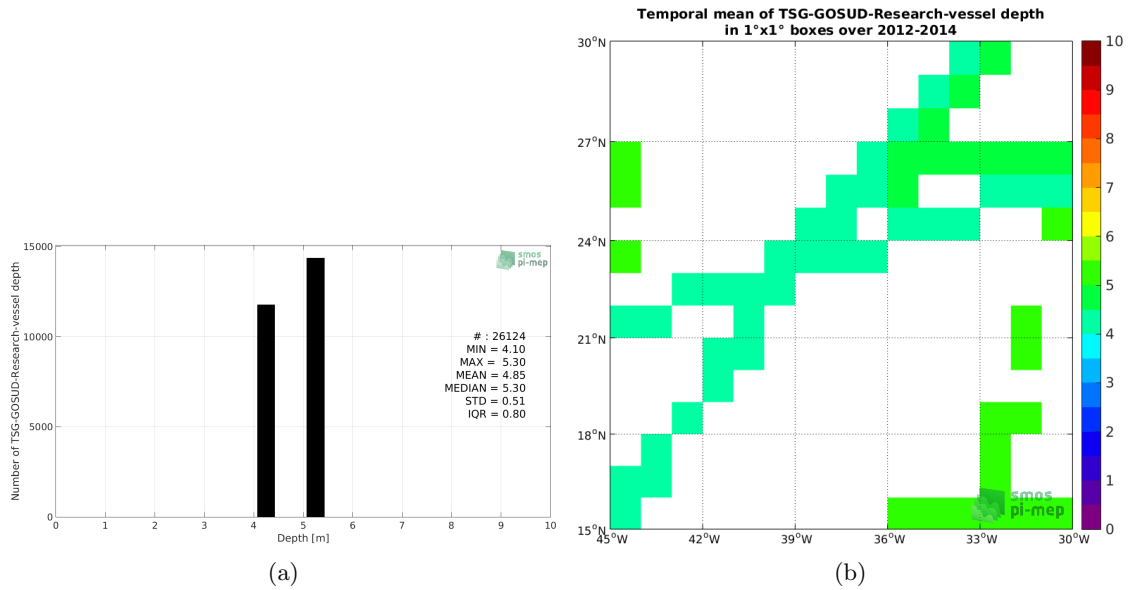 Temporal mean of TSG-GOSUD-Research-vessel depth
in 1°x1° boxes over 2012-2014
Number of TSG-GOSUD-Research-vessel depth
15000
10000
5000
0
0 1 2 3 4 5 6 7 8 9 10
Depth [m]
smos
pi-mep
# : 26124
MIN = 4.10
MAX = 5.30
MEAN = 4.85
MEDIAN = 5.30
STD = 0.51
IQR = 0.80
(a)
30°N
27°N
24°N
21°N
18°N
15°N
45°W 42°W 39°W 36°W 33°W 30°W
smos
pi-mep
10
9
8
7
6
5
4
3
2
1
0
(b)